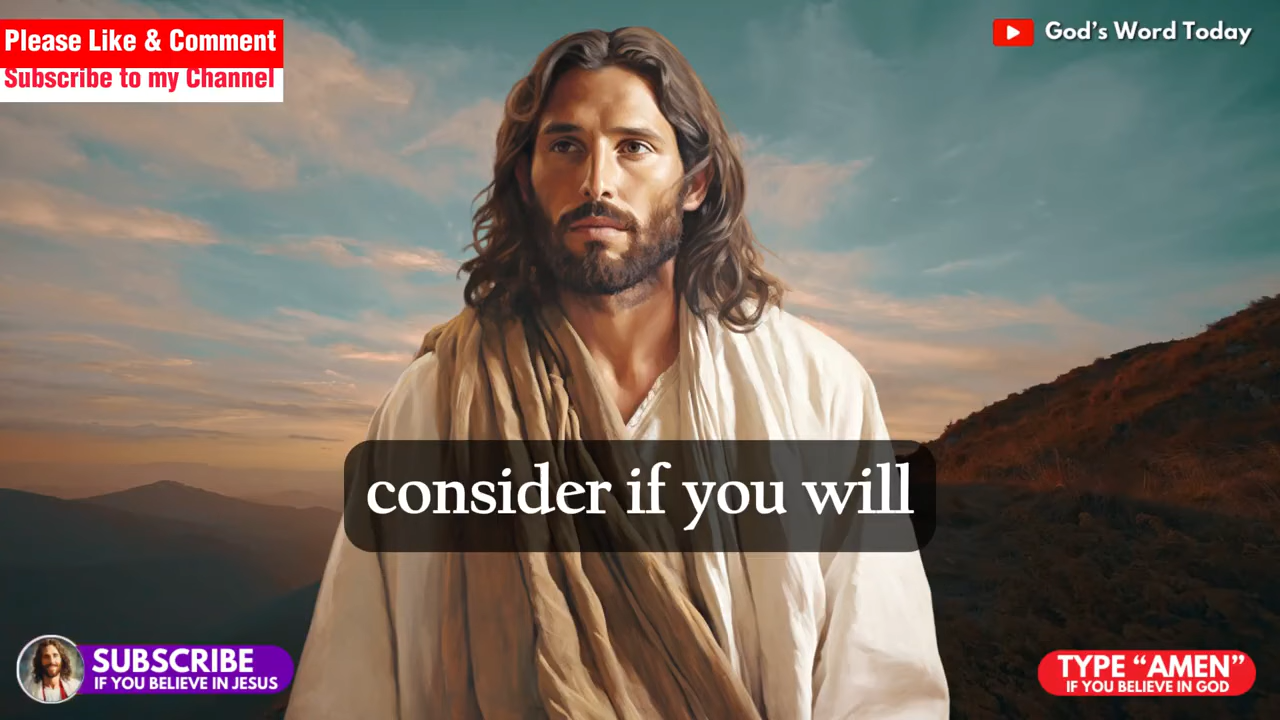 Please Like & Comment
Subscribe to my Channel
God's Word Today
consider if you will
SUBSCRIBE
IF YOU BELIEVE IN JESUS
TYPE “AMEN”
IF YOU BELIEVE IN GOD